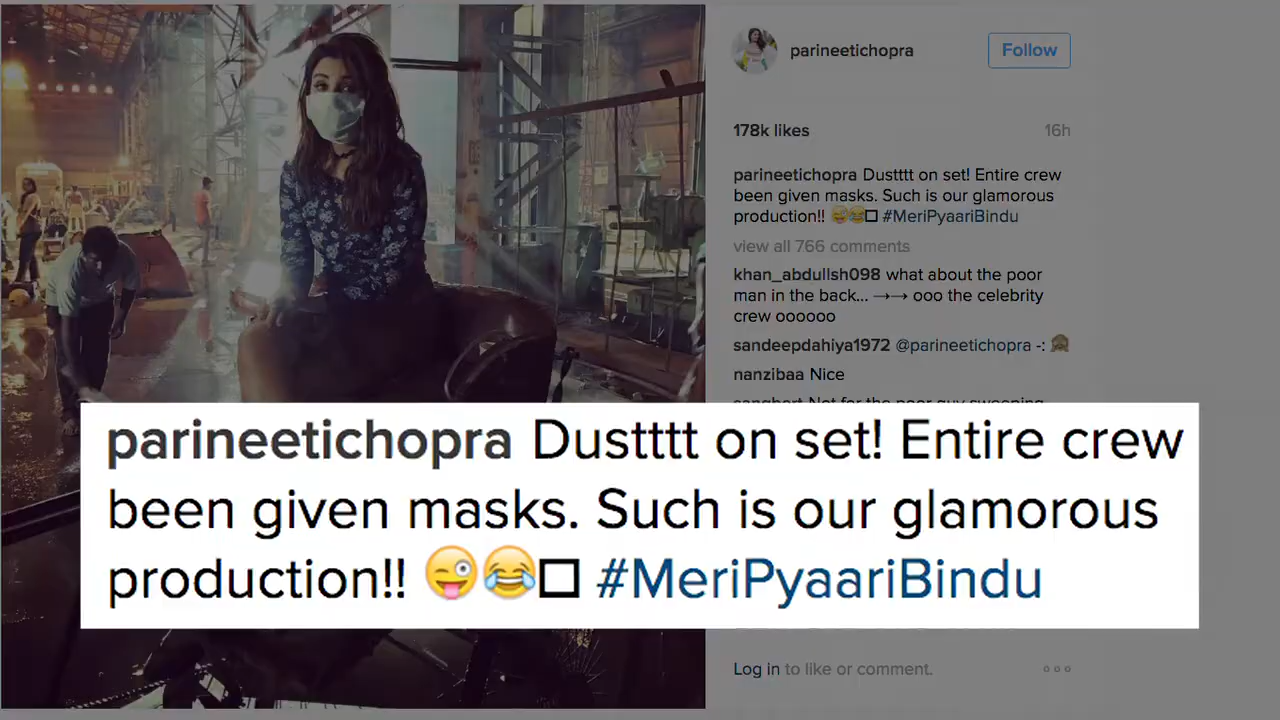 parineetichopra
Follow
178k likes
16h
parineetichopra Dustttt on set! Entire crew
been given masks. Such is our glamorous
production!! 😜😂□ #MeriPyaariBindu
view all 766 comments
khan_abdullsh098 what about the poor
man in the back... →→ ooo the celebrity
crew oooooo
sandeepdahiya1972 @parineetichopra -: 🙈
nanzibaa Nice
parineetichopra Dustttt on set! Entire crew
been given masks. Such is our glamorous
production!! 😜😂□ #MeriPyaariBindu
Log in to like or comment.